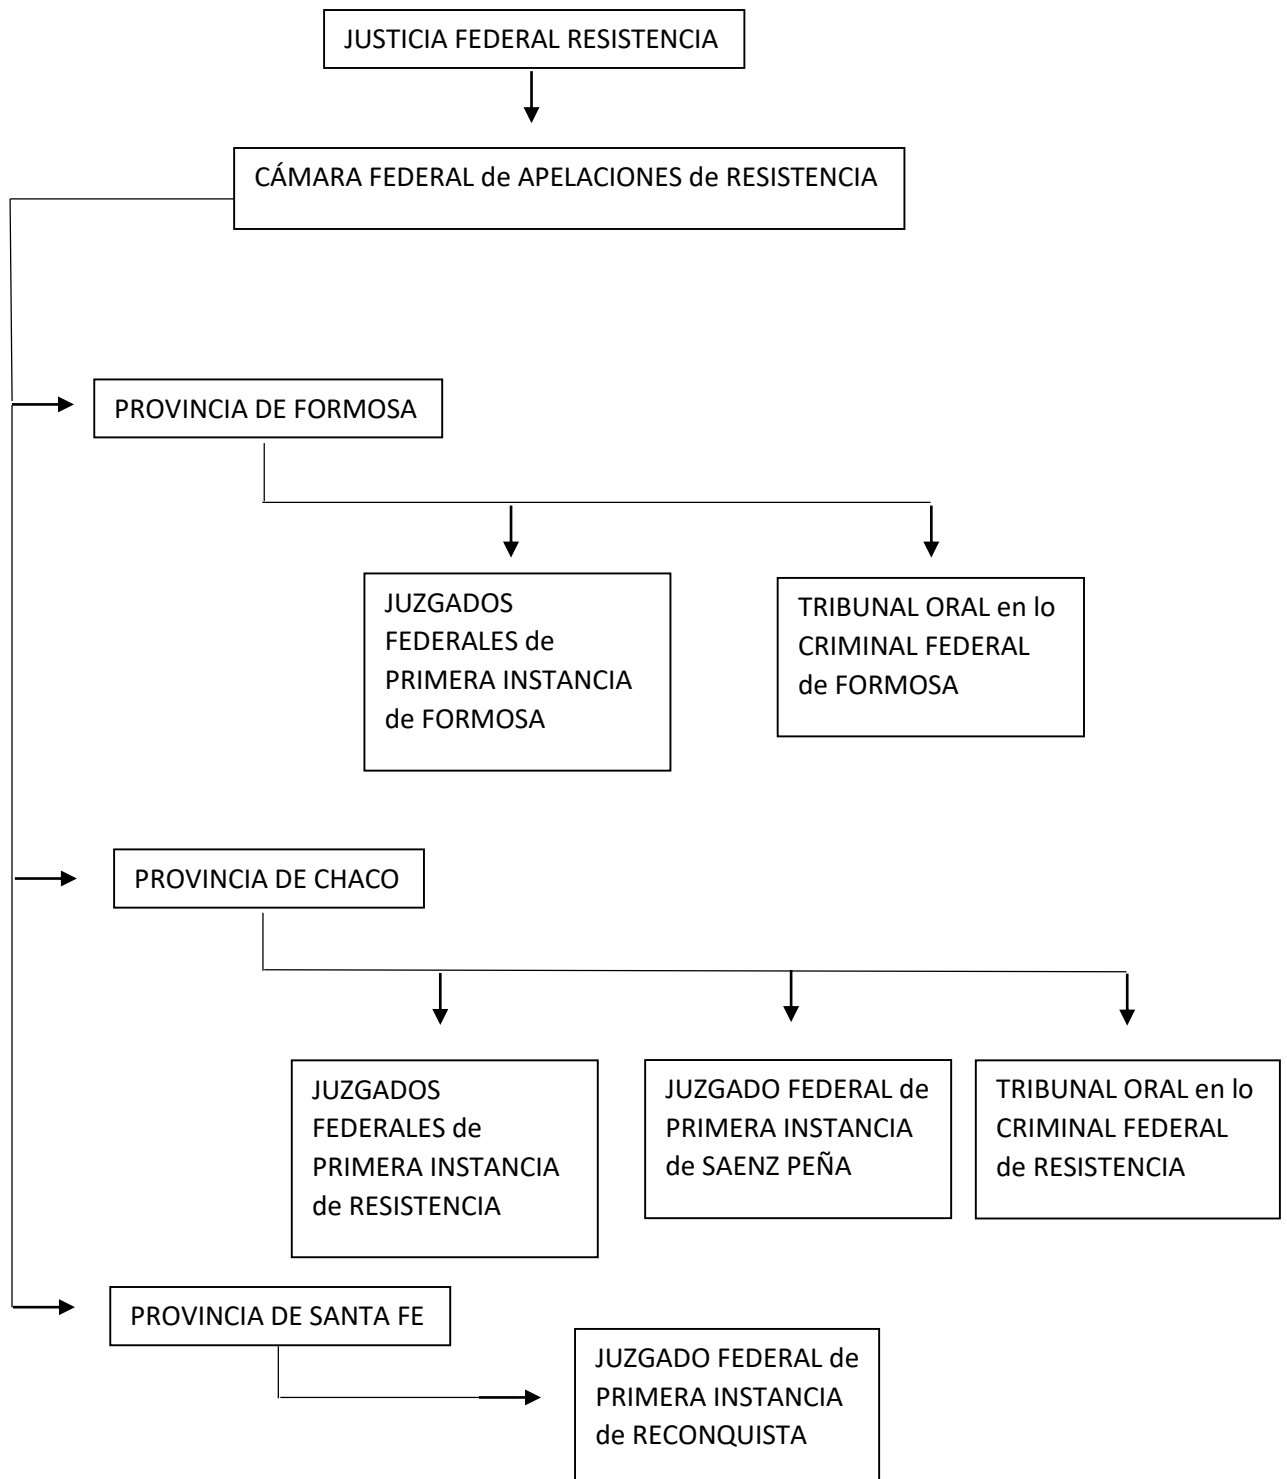 JUSTICIA FEDERAL RESISTENCIA
CÁMARA FEDERAL de APELACIONES de RESISTENCIA
PROVINCIA DE FORMOSA
JUZGADOS
FEDERALES de
PRIMERA INSTANCIA
de FORMOSA
TRIBUNAL ORAL en lo
CRIMINAL FEDERAL
de FORMOSA
PROVINCIA DE CHACO
JUZGADOS
FEDERALES de
PRIMERA INSTANCIA
de RESISTENCIA
JUZGADO FEDERAL de
PRIMERA INSTANCIA
de SAENZ PEÑA
TRIBUNAL ORAL en lo
CRIMINAL FEDERAL
de RESISTENCIA
PROVINCIA DE SANTA FE
JUZGADO FEDERAL de
PRIMERA INSTANCIA
de RECONQUISTA